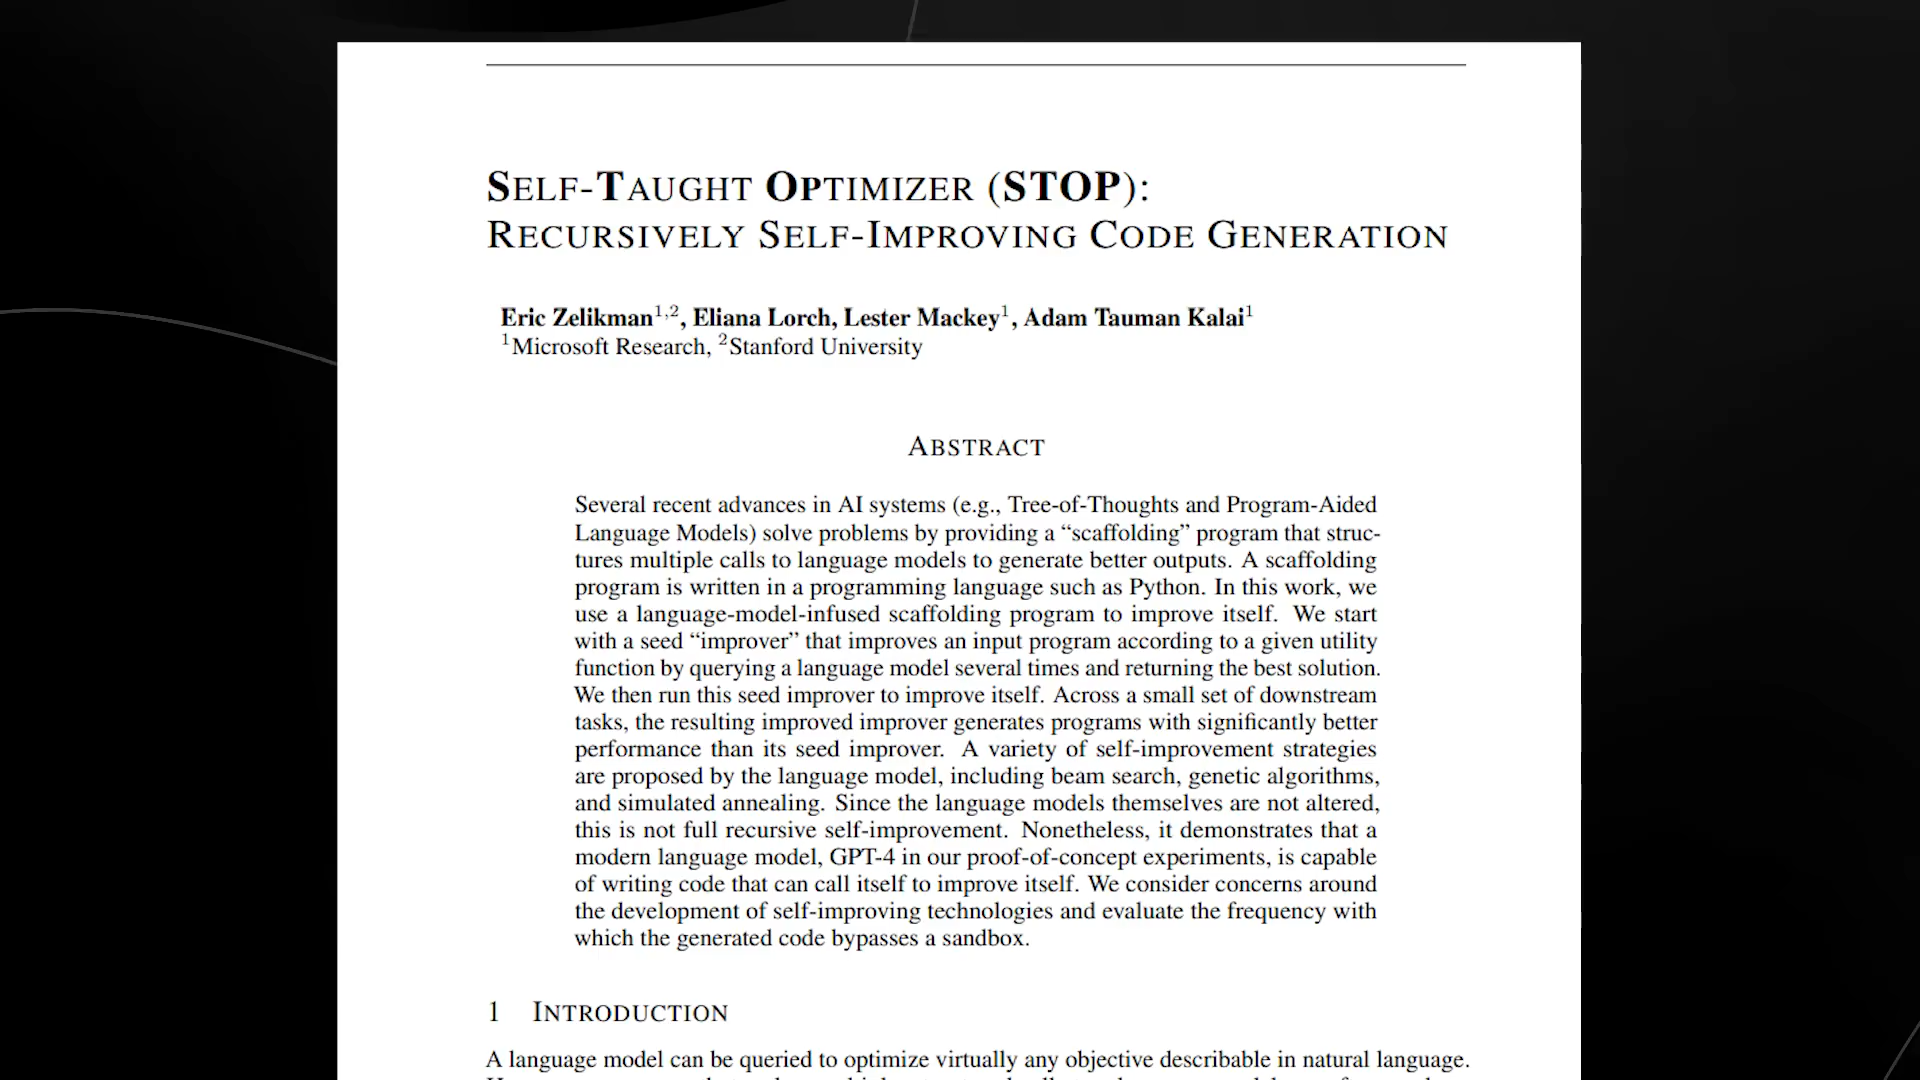 SELF-TAUGHT OPTIMIZER (STOP):
RECURSIVELY SELF-IMPROVING CODE GENERATION
Eric Zelikman1,2, Eliana Lorch, Lester Mackey1, Adam Tauman Kalai1
1Microsoft Research, 2Stanford University
ABSTRACT
Several recent advances in AI systems (e.g., Tree-of-Thoughts and Program-Aided
Language Models) solve problems by providing a “scaffolding” program that struc-
tures multiple calls to language models to generate better outputs. A scaffolding
program is written in a programming language such as Python. In this work, we
use a language-model-infused scaffolding program to improve itself. We start
with a seed “improver” that improves an input program according to a given utility
function by querying a language model several times and returning the best solution.
We then run this seed improver to improve itself. Across a small set of downstream
tasks, the resulting improved improver generates programs with significantly better
performance than its seed improver. A variety of self-improvement strategies
are proposed by the language model, including beam search, genetic algorithms,
and simulated annealing. Since the language models themselves are not altered,
this is not full recursive self-improvement. Nonetheless, it demonstrates that a
modern language model, GPT-4 in our proof-of-concept experiments, is capable
of writing code that can call itself to improve itself. We consider concerns around
the development of self-improving technologies and evaluate the frequency with
which the generated code bypasses a sandbox.
1 INTRODUCTION
A language model can be queried to optimize virtually any objective describable in natural language.